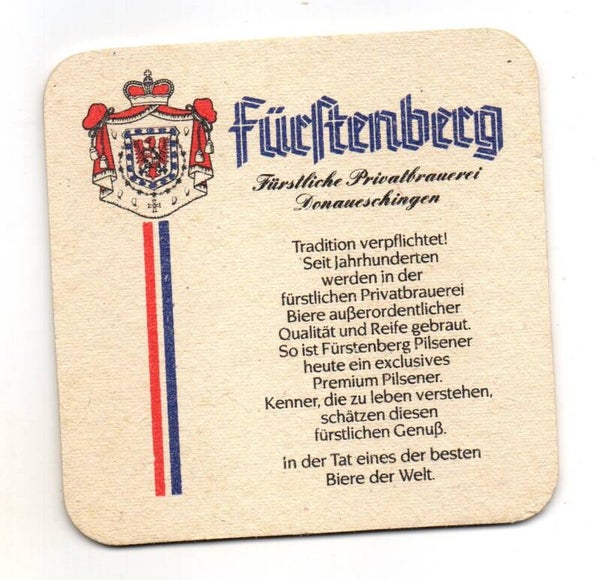 Fürstenberg
Fürstliche Privatbrauerei
Donaueschingen
Tradition verpflichtet!
Seit Jahrhunderten
werden in der
fürstlichen Privatbrauerei
Biere außerordentlicher
Qualität und Reife gebraut.
So ist Fürstenberg Pilsener
heute ein exclusives
Premium Pilsener.
Kenner, die zu leben verstehen,
schätzen diesen
fürstlichen Genuß.
in der Tat eines der besten
Biere der Welt.